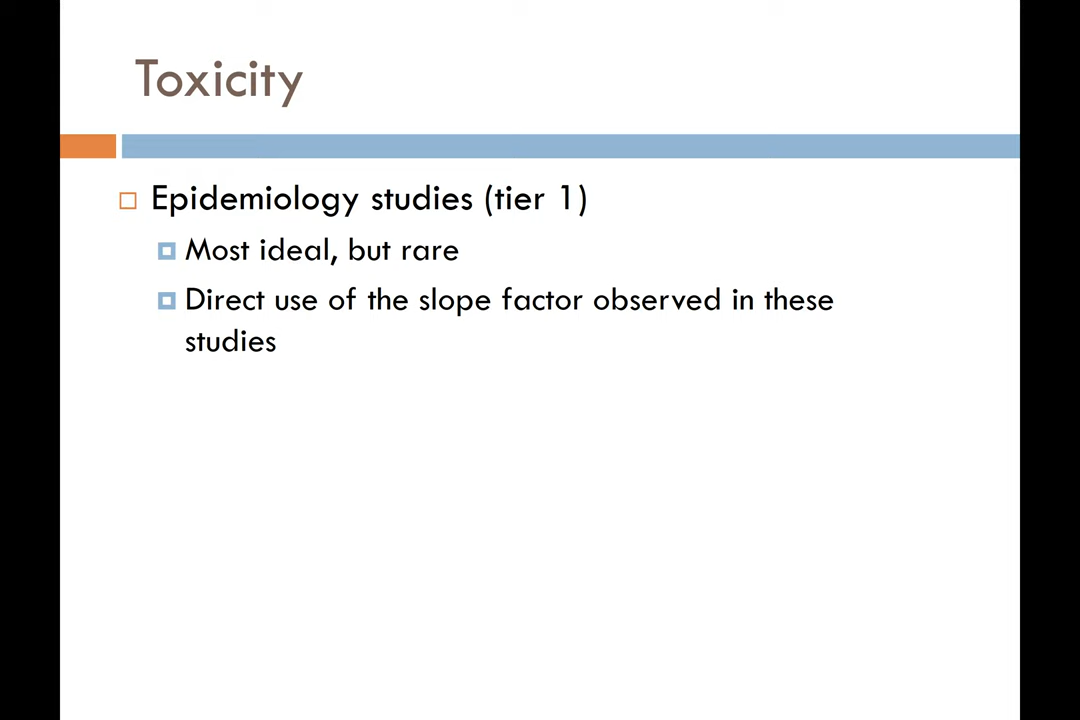 Toxicity
Epidemiology studies (tier 1)
Most ideal, but rare
Direct use of the slope factor observed in these
studies